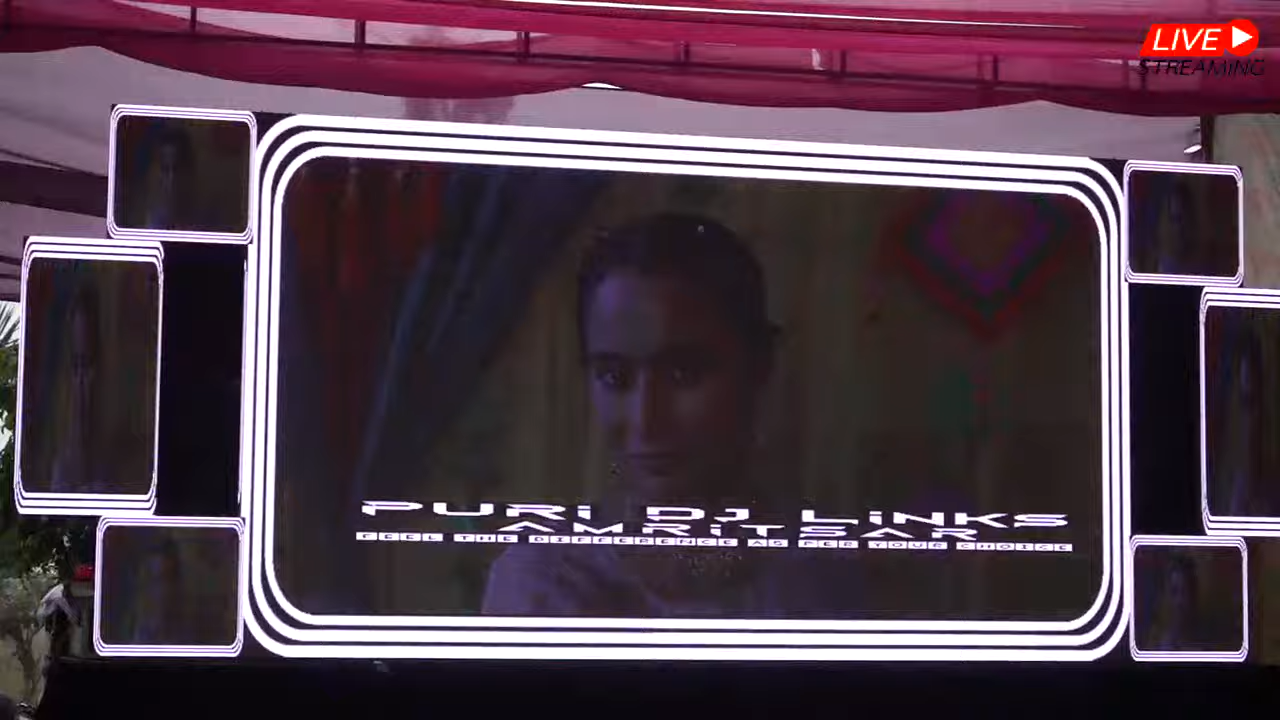 LIVE
STREAMING
PURI DJ LINKS
AMRITSAR
FEEL THE DIFFERENCE AS PER YOUR CHOICE